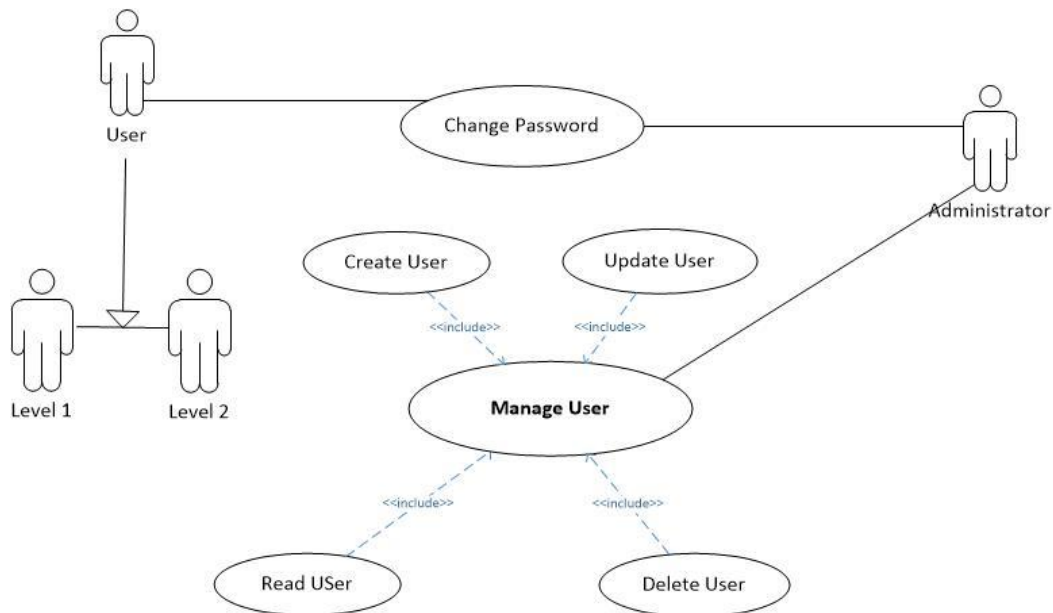 User
Change Password
Administrator
Create User
Update User
<<include>>
<<include>>
Manage User
Level 1
Level 2
<<include>>
<<include>>
Read USer
Delete User